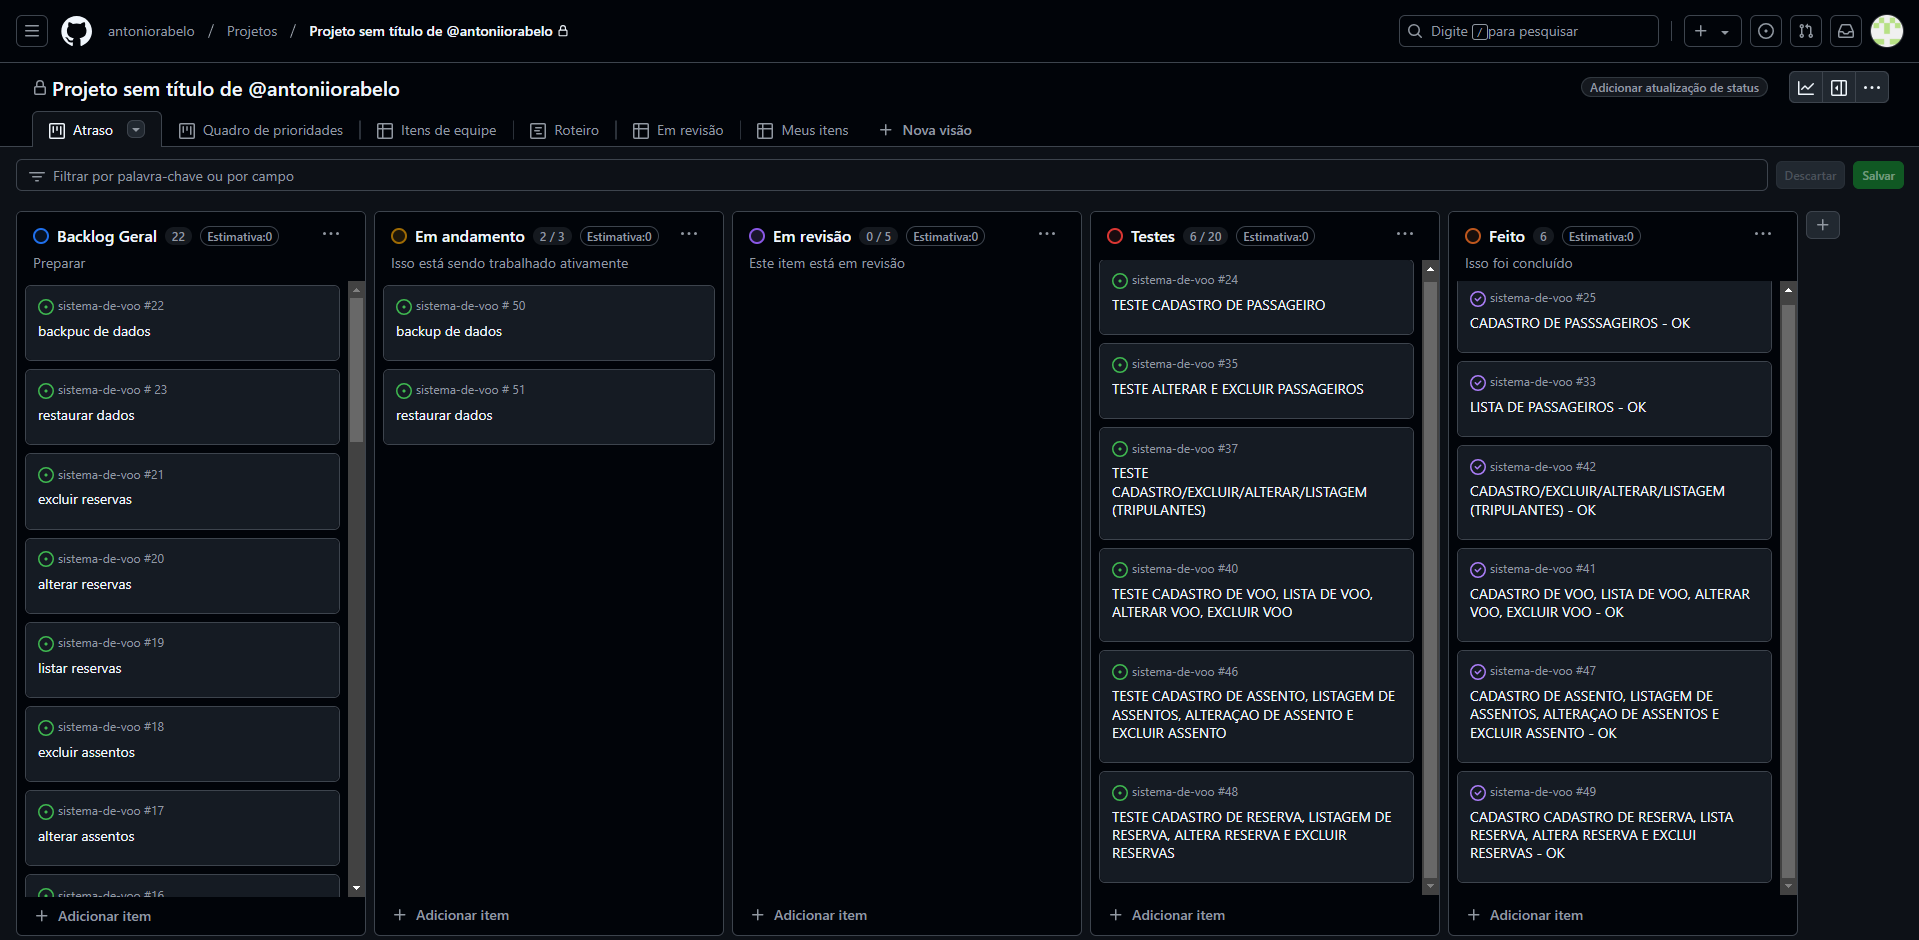 antoniorabelo / Projetos / Projeto sem título de @antoniiorabelo
Digite / para pesquisar
Projeto sem título de @antoniiorabelo
Adicionar atualização de status
Atraso
Quadro de prioridades
Itens de equipe
Roteiro
Em revisão
Meus itens
Nova visão
Filtrar por palavra-chave ou por campo
Descartar
Salvar
Backlog Geral 22 Estimativa:0
Preparar
sistema-de-voo #22
backpuc de dados
sistema-de-voo # 23
restaurar dados
sistema-de-voo #21
excluir reservas
sistema-de-voo #20
alterar reservas
sistema-de-voo #19
listar reservas
sistema-de-voo #18
excluir assentos
sistema-de-voo #17
alterar assentos
sistema-de-voo #16
Adicionar item
Em andamento 2 / 3 Estimativa:0
Isso está sendo trabalhado ativamente
sistema-de-voo # 50
backup de dados
sistema-de-voo # 51
restaurar dados
Adicionar item
Em revisão 0 / 5 Estimativa:0
Este item está em revisão
Adicionar item
Testes 6 / 20 Estimativa:0
sistema-de-voo #24
TESTE CADASTRO DE PASSAGEIRO
sistema-de-voo #35
TESTE ALTERAR E EXCLUIR PASSAGEIROS
sistema-de-voo #37
TESTE
CADASTRO/EXCLUIR/ALTERAR/LISTAGEM
(TRIPULANTES)
sistema-de-voo #40
TESTE CADASTRO DE VOO, LISTA DE VOO,
ALTERAR VOO, EXCLUIR VOO
sistema-de-voo #46
TESTE CADASTRO DE ASSENTO, LISTAGEM DE
ASSENTOS, ALTERAÇAO DE ASSENTO E
EXCLUIR ASSENTO
sistema-de-voo #48
TESTE CADASTRO DE RESERVA, LISTAGEM DE
RESERVA, ALTERA RESERVA E EXCLUIR
RESERVAS
Adicionar item
Feito 6 Estimativa:0
Isso foi concluído
sistema-de-voo #25
CADASTRO DE PASSSAGEIROS - OK
sistema-de-voo #33
LISTA DE PASSAGEIROS - OK
sistema-de-voo #42
CADASTRO/EXCLUIR/ALTERAR/LISTAGEM
(TRIPULANTES) - OK
sistema-de-voo #41
CADASTRO DE VOO, LISTA DE VOO, ALTERAR
VOO, EXCLUIR VOO - OK
sistema-de-voo #47
CADASTRO DE ASSENTO, LISTAGEM DE
ASSENTOS, ALTERAÇAO DE ASSENTOS E
EXCLUIR ASSENTO - OK
sistema-de-voo #49
CADASTRO CADASTRO DE RESERVA, LISTA
RESERVA, ALTERA RESERVA E EXCLUI
RESERVAS - OK
Adicionar item